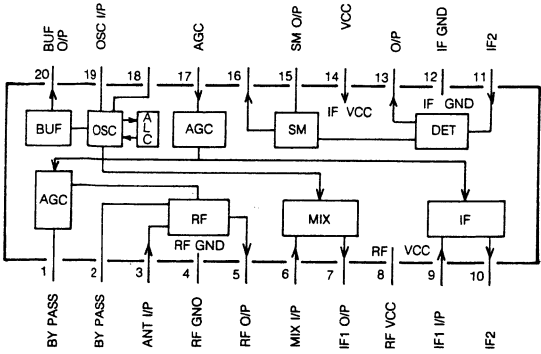 BUF
O/P
OSC I/P
AGC
SM O/P
VCC
O/P
IF GND
IF2
20
19
18
17
16
15
14
13
12
11
IF VCC
IF GND
BUF
OSC
ALC
AGC
SM
DET
AGC
RF
MIX
IF
RF GND
RF VCC
1
2
3
4
5
6
7
8
9
10
BY PASS
BY PASS
ANT I/P
RF GNO
RF O/P
MIX I/P
IF1 O/P
RF VCC
IF1 I/P
IF2